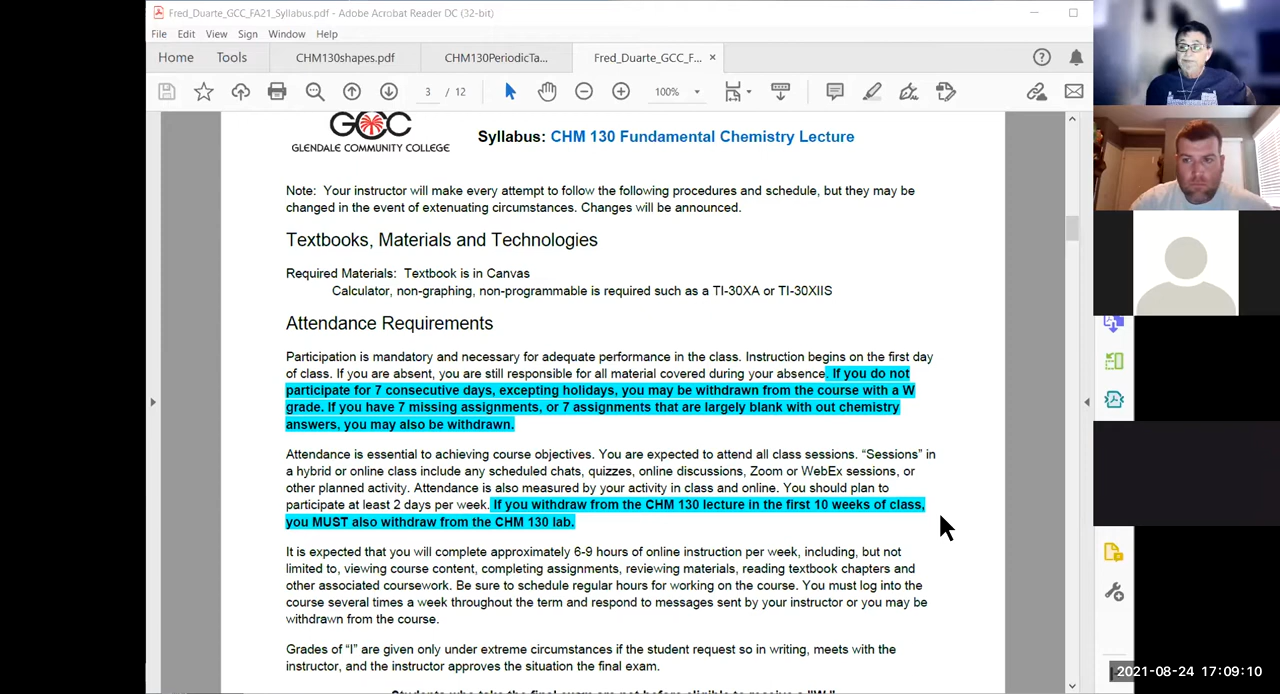 Fred_Duarte_GCC_FA21_Syllabus.pdf - Adobe Acrobat Reader DC (32-bit)
File Edit View Sign Window Help
Home Tools CHM130shapes.pdf CHM130PeriodicTa... Fred_Duarte_GCC_F... ×
3 / 12 100%
GCC
GLENDALE COMMUNITY COLLEGE
Syllabus: CHM 130 Fundamental Chemistry Lecture
Note: Your instructor will make every attempt to follow the following procedures and schedule, but they may be
changed in the event of extenuating circumstances. Changes will be announced.
Textbooks, Materials and Technologies
Required Materials: Textbook is in Canvas
Calculator, non-graphing, non-programmable is required such as a TI-30XA or TI-30XIIS
Attendance Requirements
Participation is mandatory and necessary for adequate performance in the class. Instruction begins on the first day
of class. If you are absent, you are still responsible for all material covered during your absence. If you do not
participate for 7 consecutive days, excepting holidays, you may be withdrawn from the course with a W
grade. If you have 7 missing assignments, or 7 assignments that are largely blank with out chemistry
answers, you may also be withdrawn.
Attendance is essential to achieving course objectives. You are expected to attend all class sessions. “Sessions” in
a hybrid or online class include any scheduled chats, quizzes, online discussions, Zoom or WebEx sessions, or
other planned activity. Attendance is also measured by your activity in class and online. You should plan to
participate at least 2 days per week. If you withdraw from the CHM 130 lecture in the first 10 weeks of class,
you MUST also withdraw from the CHM 130 lab.
It is expected that you will complete approximately 6-9 hours of online instruction per week, including, but not
limited to, viewing course content, completing assignments, reviewing materials, reading textbook chapters and
other associated coursework. Be sure to schedule regular hours for working on the course. You must log into the
course several times a week throughout the term and respond to messages sent by your instructor or you may be
withdrawn from the course.
Grades of “I” are given only under extreme circumstances if the student request so in writing, meets with the
instructor, and the instructor approves the situation the final exam.
Students who take the final exam are not before eligible to receive a "W."
2021-08-24 17:09:10